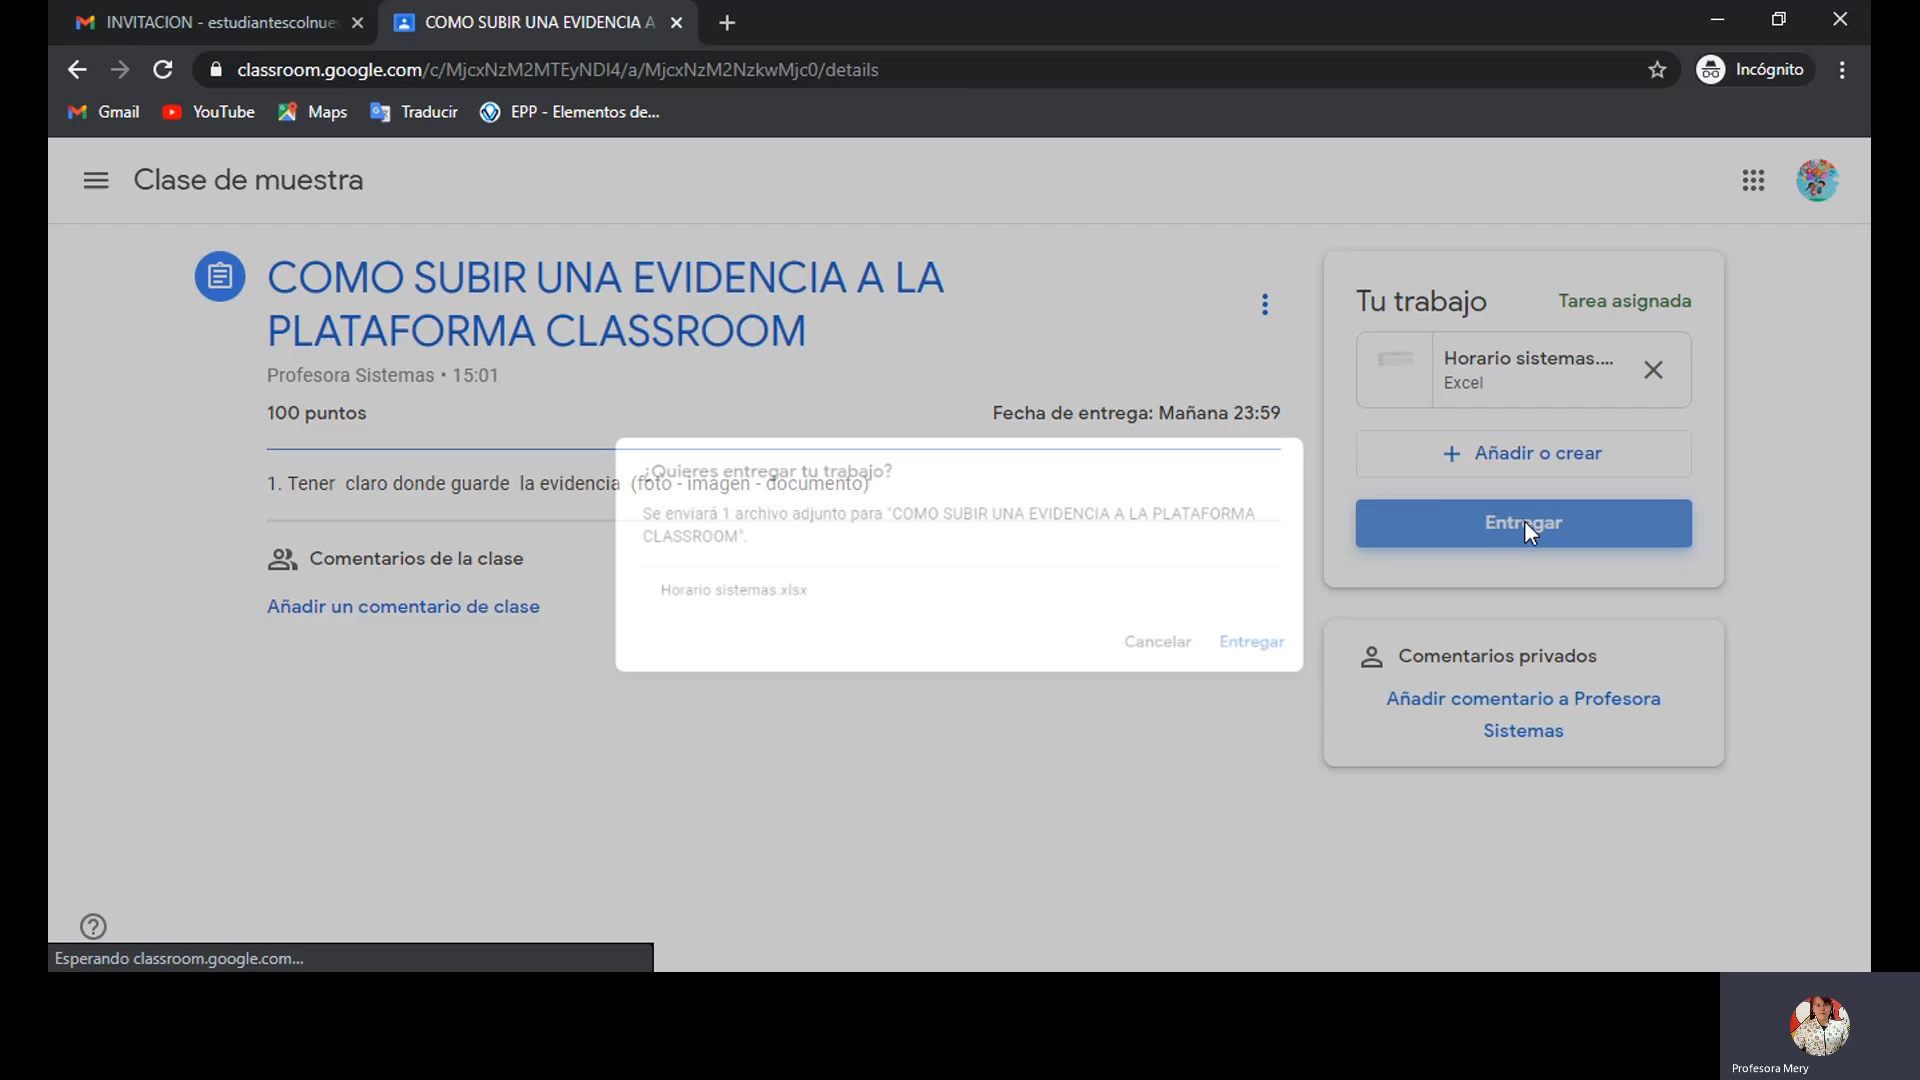 INVITACION - estudiantescolnue
COMO SUBIR UNA EVIDENCIA A
classroom.google.com/c/MjcxNzM2MTEyNDI4/a/MjcxNzM2NzkwMjc0/details
Incógnito
Gmail
YouTube
Maps
Traducir
EPP - Elementos de...
Clase de muestra
COMO SUBIR UNA EVIDENCIA A LA
PLATAFORMA CLASSROOM
Profesora Sistemas • 15:01
100 puntos
Fecha de entrega: Mañana 23:59
1. Tener claro donde guarde la evidencia (foto - imagen - documento)
Comentarios de la clase
Añadir un comentario de clase
¿Quieres entregar tu trabajo?
Se enviará 1 archivo adjunto para "COMO SUBIR UNA EVIDENCIA A LA PLATAFORMA
CLASSROOM".
Horario sistemas.xlsx
Cancelar
Entregar
Tu trabajo
Tarea asignada
Horario sistemas....
Excel
+ Añadir o crear
Entregar
Comentarios privados
Añadir comentario a Profesora
Sistemas
Esperando classroom.google.com...
Profesora Mery